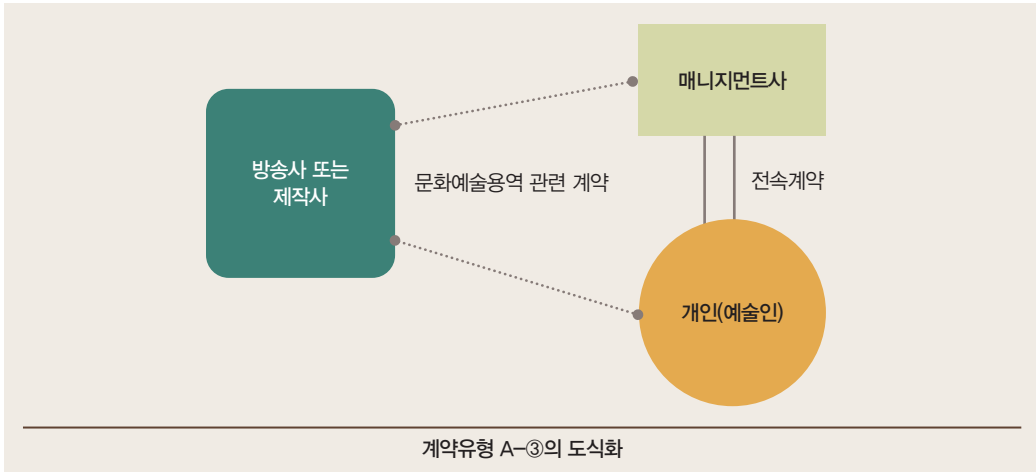 매니지먼트사
방송사 또는
제작사
문화예술용역 관련 계약
전속계약
개인(예술인)
계약유형 A-③의 도식화